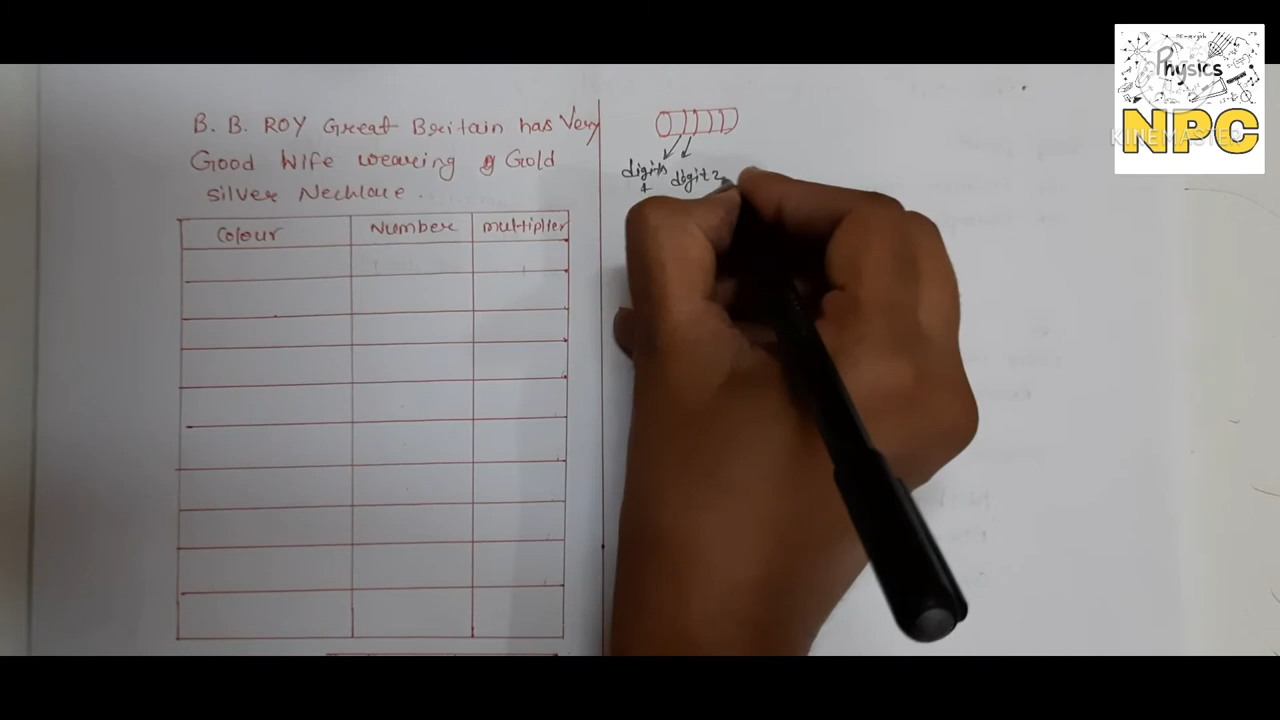 B. B. ROY Great Britain has Very
Good Wife wearing Gold
silver Necklace.
Colour Number multiplier
digit
digit 2
Physics
NPC
KINEMASTER